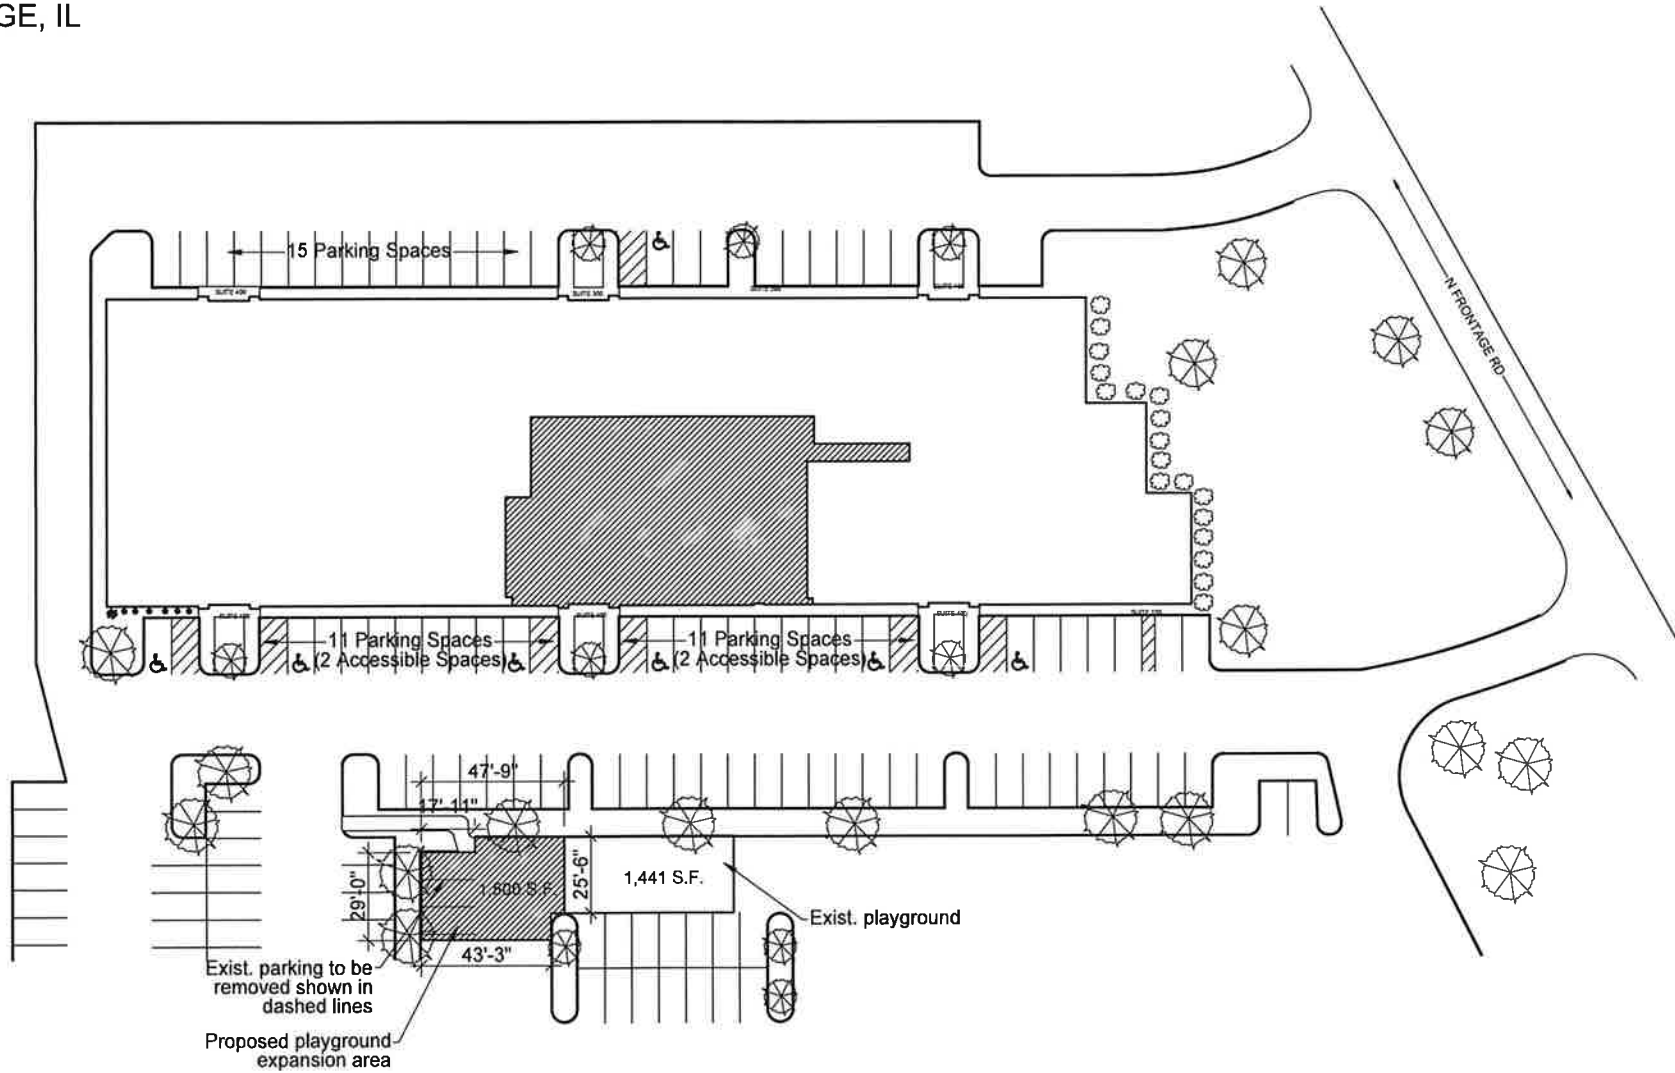 GE, IL
15 Parking Spaces
SUITE 300
N FRONTAGE RD
11 Parking Spaces
(2 Accessible Spaces)
11 Parking Spaces
(2 Accessible Spaces)
47'-9"
17'-11"
29'-0"
1,500 S.F.
25'-6"
1,441 S.F.
Exist. playground
43'-3"
Exist. parking to be
removed shown in
dashed lines
Proposed playground
expansion area